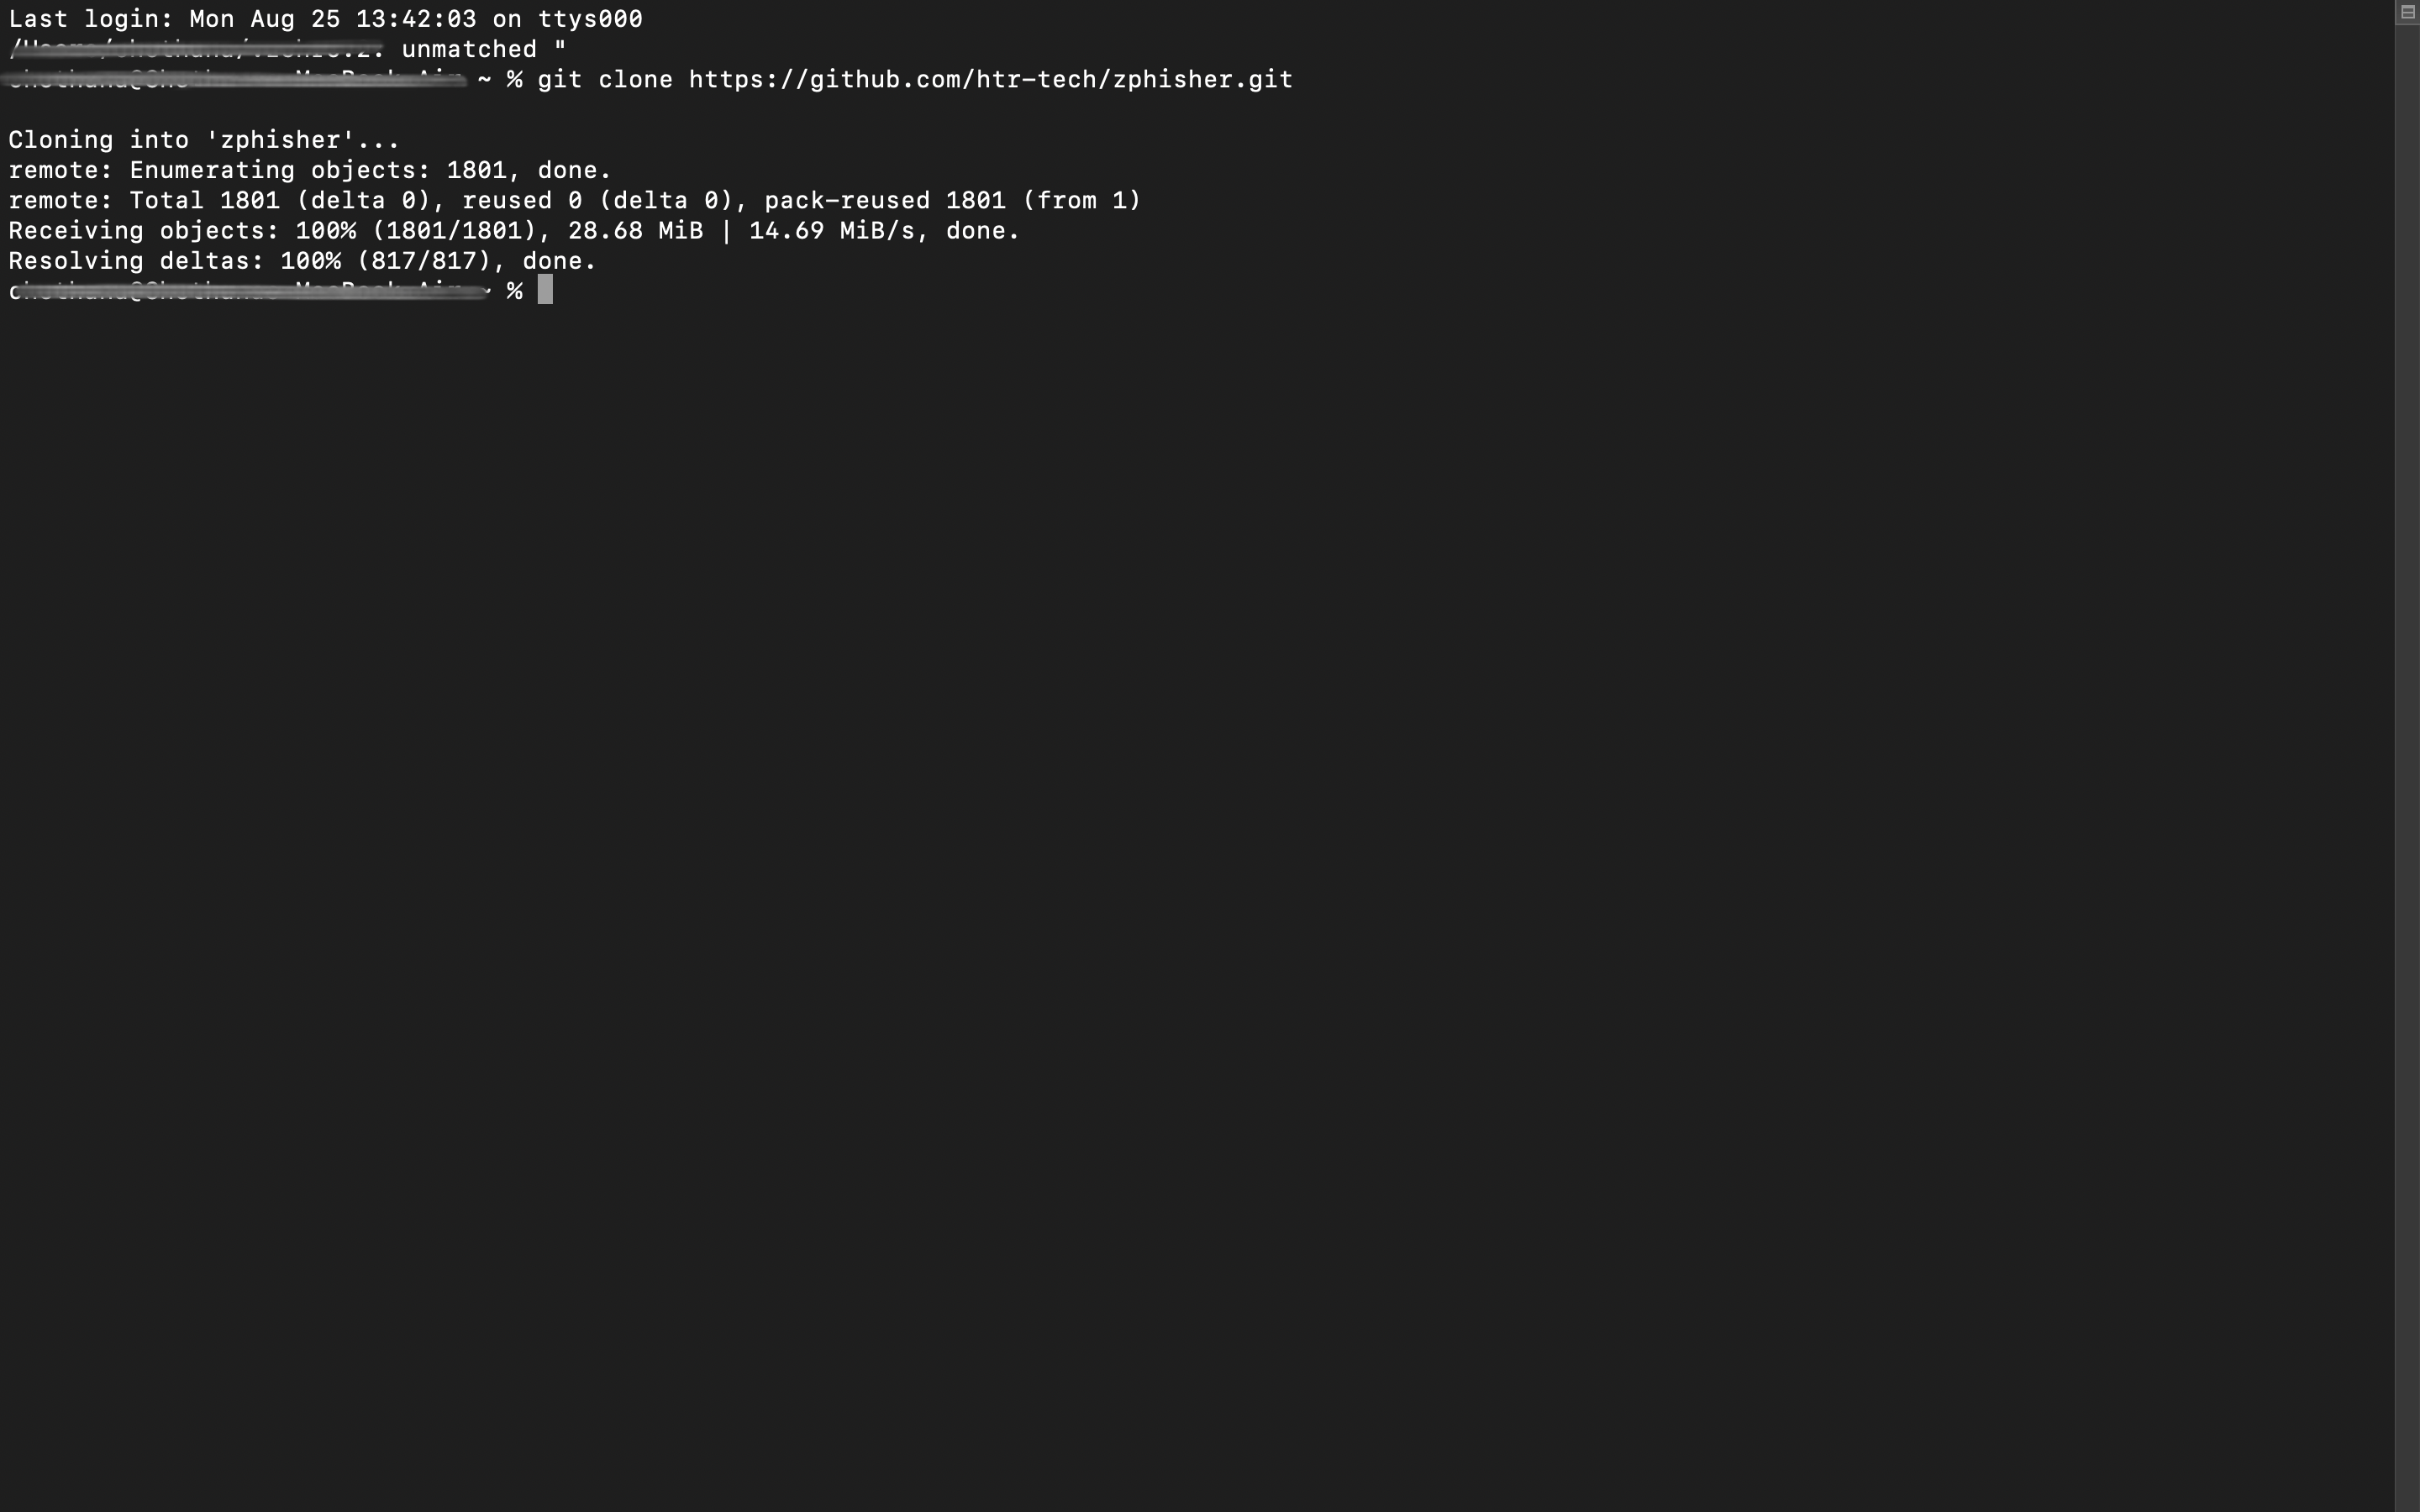 Last login: Mon Aug 25 13:42:03 on ttys000
unmatched "
~ % git clone https://github.com/htr-tech/zphisher.git
Cloning into 'zphisher'...
remote: Enumerating objects: 1801, done.
remote: Total 1801 (delta 0), reused 0 (delta 0), pack-reused 1801 (from 1)
Receiving objects: 100% (1801/1801), 28.68 MiB | 14.69 MiB/s, done.
Resolving deltas: 100% (817/817), done.
~ %